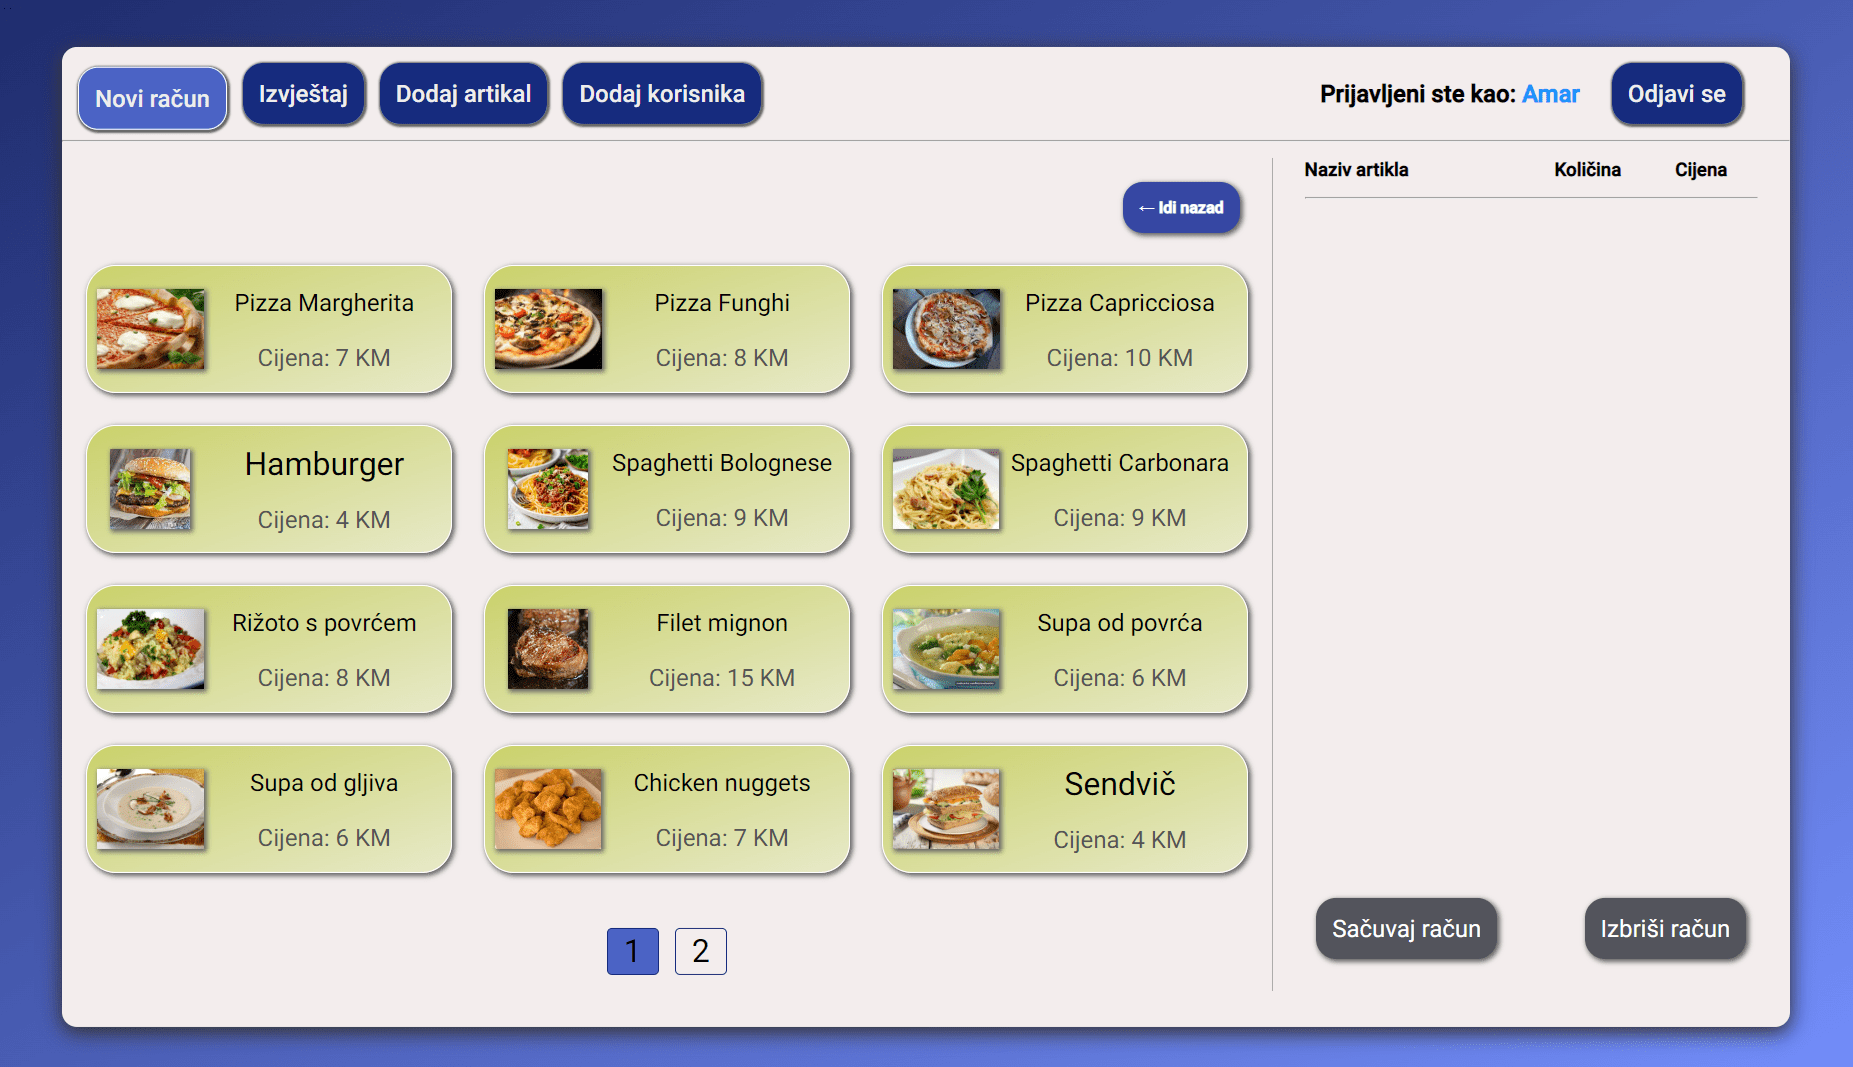 Novi račun
Izvještaj
Dodaj artikal
Dodaj korisnika
Prijavljeni ste kao: Amar
Odjavi se
← Idi nazad
Pizza Margherita
Cijena: 7 KM
Pizza Funghi
Cijena: 8 KM
Pizza Capricciosa
Cijena: 10 KM
Hamburger
Cijena: 4 KM
Spaghetti Bolognese
Cijena: 9 KM
Spaghetti Carbonara
Cijena: 9 KM
Rižoto s povrćem
Cijena: 8 KM
Filet mignon
Cijena: 15 KM
Supa od povrća
Cijena: 6 KM
Supa od gljiva
Cijena: 6 KM
Chicken nuggets
Cijena: 7 KM
Sendvič
Cijena: 4 KM
1
2
Naziv artikla
Količina
Cijena
Sačuvaj račun
Izbriši račun